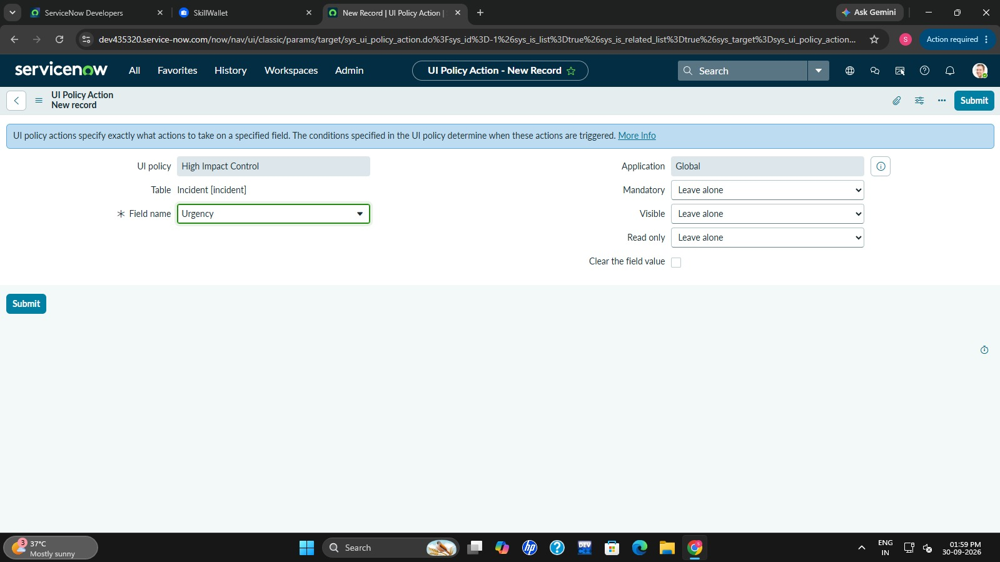 ServiceNow Developers
SkillWallet
New Record | UI Policy Action |
Ask Gemini
dev435320.service-now.com/now/nav/ui/classic/params/target/sys_ui_policy_action.do%3Fsys_id%3D-1%26sys_is_list%3Dtrue%26sys_is_related_list%3Dtrue%26sys_target%3Dsys_ui_policy_action...
S
Action required
servicenow
All
Favorites
History
Workspaces
Admin
UI Policy Action - New Record
Search
UI Policy Action
New record
Submit
UI policy actions specify exactly what actions to take on a specified field. The conditions specified in the UI policy determine when these actions are triggered. More Info
UI policy
High Impact Control
Table
Incident [incident]
Field name
Urgency
Application
Global
Mandatory
Leave alone
Visible
Leave alone
Read only
Leave alone
Clear the field value
Submit
3
37°C
Mostly sunny
Search
hp
DEV
ENG
IN
01:59 PM
30-09-2026